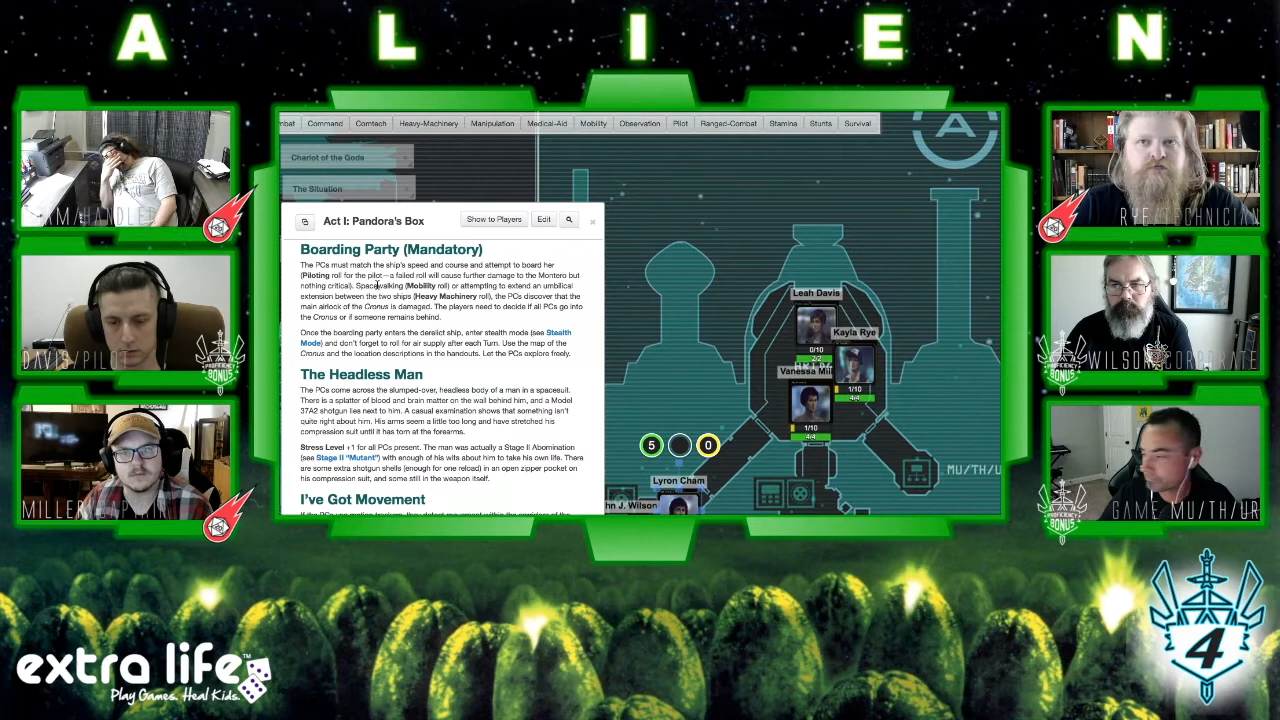 A L I E N
mbat Command Comtech Heavy-Machinery Manipulation Medical-Aid Mobility Observation Pilot Ranged-Combat Stamina Stunts Survival
Chariot of the Gods
The Situation
Act I: Pandora's Box
Show to Players
Edit
Boarding Party (Mandatory)
The PCs must match the ship's speed and course and attempt to board her
(Piloting roll for the pilot—a failed roll will cause further damage to the Montero but
nothing critical). Spacewalking (Mobility roll) or attempting to extend an umbilical
extension between the two ships (Heavy Machinery roll), the PCs discover that the
main airlock of the Cronus is damaged. The players need to decide if all PCs go into
the Cronus or if someone remains behind.
Once the boarding party enters the derelict ship, enter stealth mode (see Stealth
Mode) and don't forget to roll for air supply after each Turn. Use the map of the
Cronus and the location descriptions in the handouts. Let the PCs explore freely.
The Headless Man
The PCs come across the slumped-over, headless body of a man in a spacesuit.
There is a splatter of blood and brain matter on the wall behind him, and a Model
37A2 shotgun lies next to him. A casual examination shows that something isn't
quite right about him. His arms seem a little too long and have stretched his
compression suit until it has torn at the forearms.
Stress Level +1 for all PCs present. The man was actually a Stage II Abomination
(see Stage II "Mutant") with enough of his wits about him to take his own life. There
are some extra shotgun shells (enough for one reload) in an open zipper pocket on
his compression suit, and some still in the weapon itself.
I've Got Movement
A
Leah Davis
0/10
2/2
Kayla Rye
1/10
4/4
Vanessa Mil
1/10
4/4
5
0
MU/TH/U
Lyron Cham
hn J. Wilson
AM/HANDLER
DAVIS/PILOT
PROFICIENCY
BONUS
MILLER/CAPTAIN
RYE/TECHNICIAN
WILSON/CORPORATE
PROFICIENCY
BONUS
GAME MU/TH/UR
PROFICIENCY
BONUS
extra life™
Play Games. Heal Kids.
4